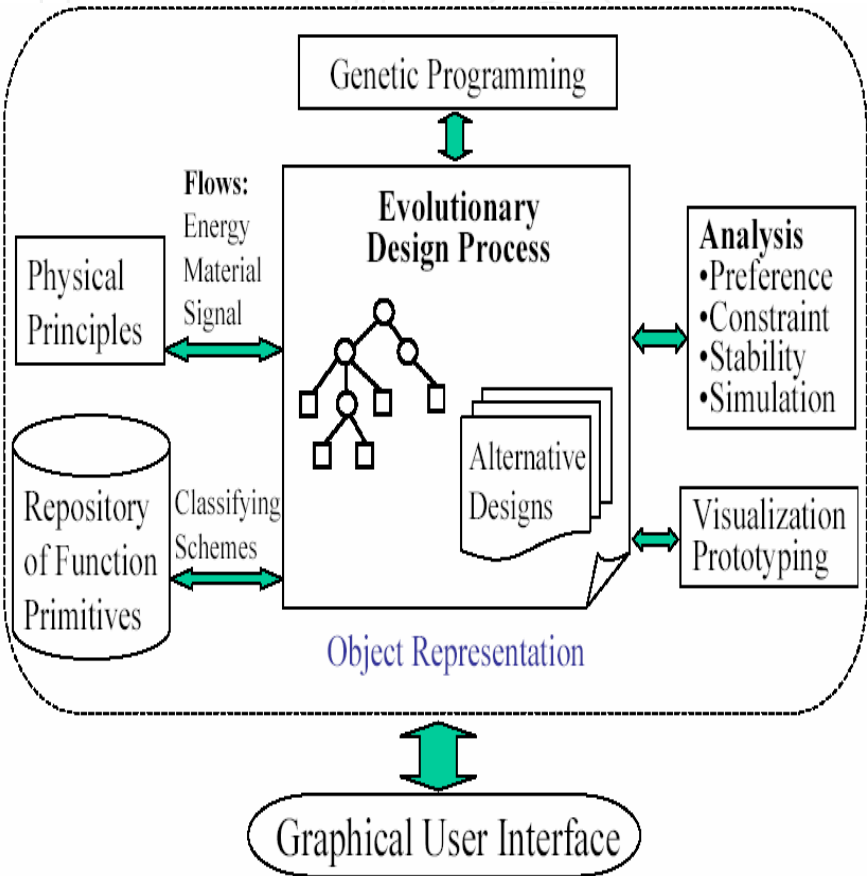 Genetic Programming
Flows:
Energy
Material
Signal
Physical
Principles
Evolutionary
Design Process
Analysis
•Preference
•Constraint
•Stability
•Simulation
Repository
of Function
Primitives
Classifying
Schemes
Alternative
Designs
Visualization
Prototyping
Object Representation
Graphical User Interface